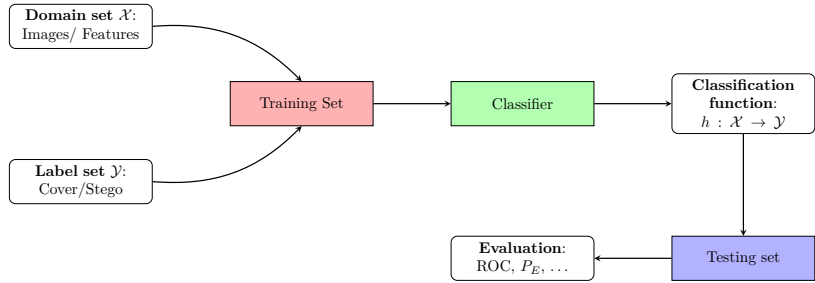 Domain set 𝒳:
Images/ Features
Training Set
Classifier
Classification
function:
h : 𝒳 → 𝒴
Label set 𝒴:
Cover/Stego
Evaluation:
ROC, P_E, ...
Testing set